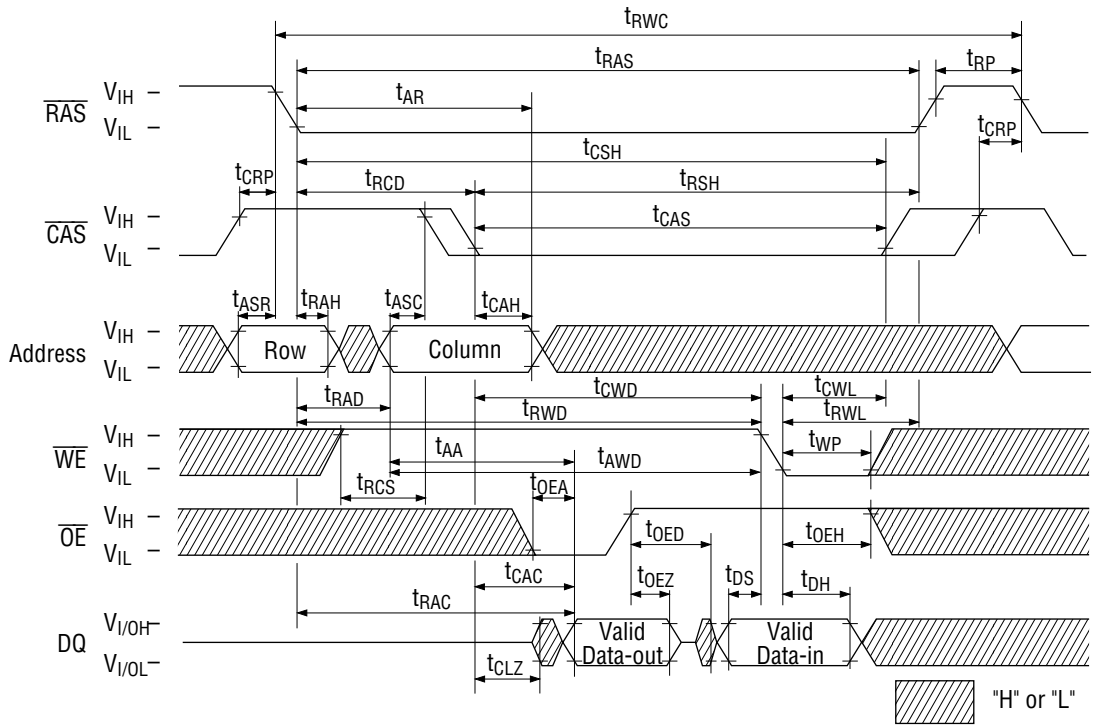 tRWC
tRAS
tRP
tAR
RAS
VIH
VIL
tCRP
tCSH
tCRP
tRCD
tRSH
CAS
VIH
VIL
tCAS
tASR
tRAH
tASC
tCAH
Address
VIH
VIL
Row
Column
tRAD
tCWD
tCWL
tRWD
tRWL
WE
VIH
VIL
tAA
tAWD
tWP
tRCS
tOEA
OE
VIH
VIL
tOED
tOEH
tCAC
tOEZ
tDS
tDH
tRAC
DQ
VI/OH
VI/OL
Valid
Data-out
Valid
Data-in
tCLZ
"H" or "L"